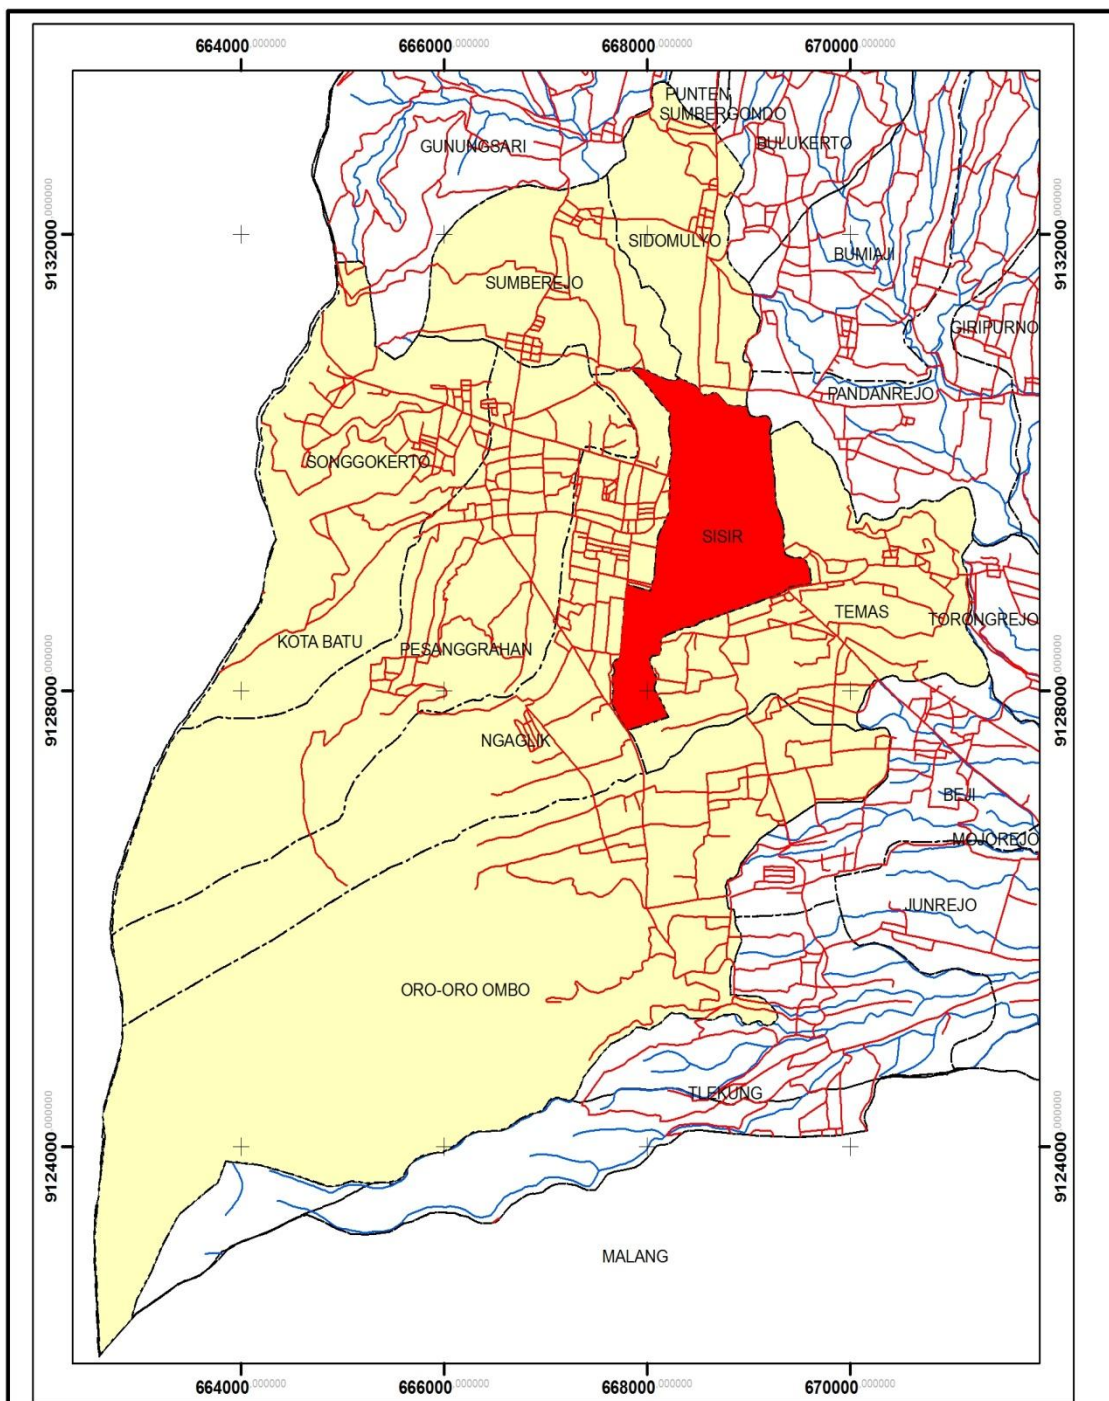 664000.000000 666000.000000 668000.000000 670000.000000
PUNTEN
SUMBERGONDO
GUNUNGSARI
BULUKERTO
9132000.000000
9132000.000000
SIDOMULYO
BUMIAJI
SUMBEREJO
GIRIPURNO
PANDANREJO
SONGGOKERTO
SISIR
TEMAS
TORONGREJO
KOTA BATU
PESANGGRAHAN
9128000.000000
9128000.000000
NGAGLIK
BEJI
MOJOREJO
JUNREJO
ORO-ORO OMBO
TLEKUNG
9124000.000000
9124000.000000
MALANG
664000.000000 666000.000000 668000.000000 670000.000000